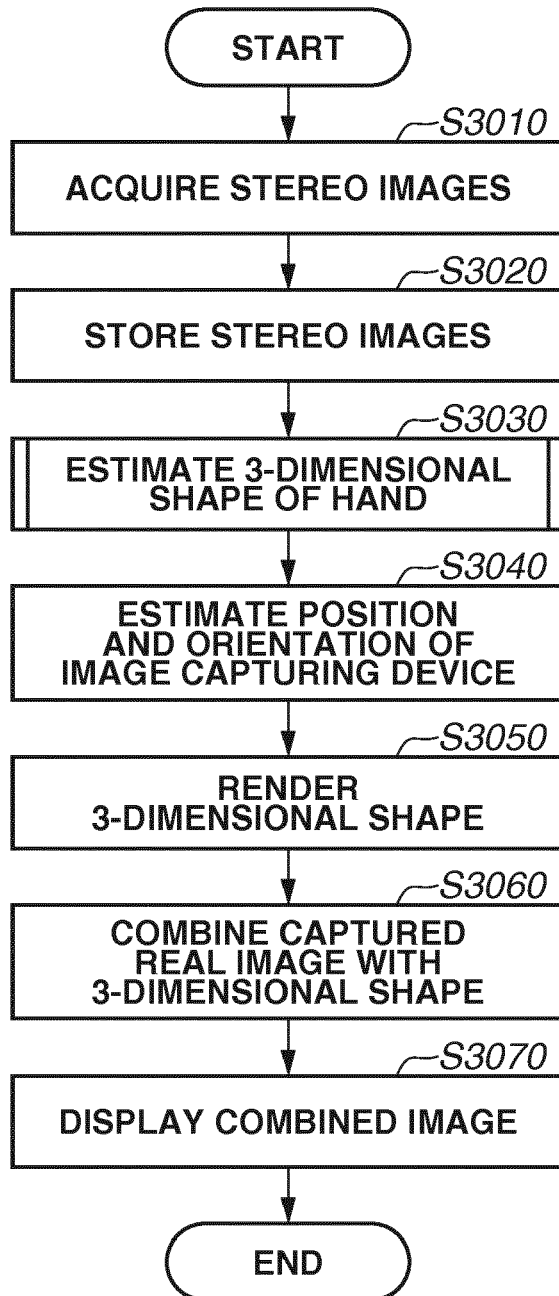 START
S3010
ACQUIRE STEREO IMAGES
S3020
STORE STEREO IMAGES
S3030
ESTIMATE 3-DIMENSIONAL
SHAPE OF HAND
S3040
ESTIMATE POSITION
AND ORIENTATION OF
IMAGE CAPTURING DEVICE
S3050
RENDER
3-DIMENSIONAL SHAPE
S3060
COMBINE CAPTURED
REAL IMAGE WITH
3-DIMENSIONAL SHAPE
S3070
DISPLAY COMBINED IMAGE
END